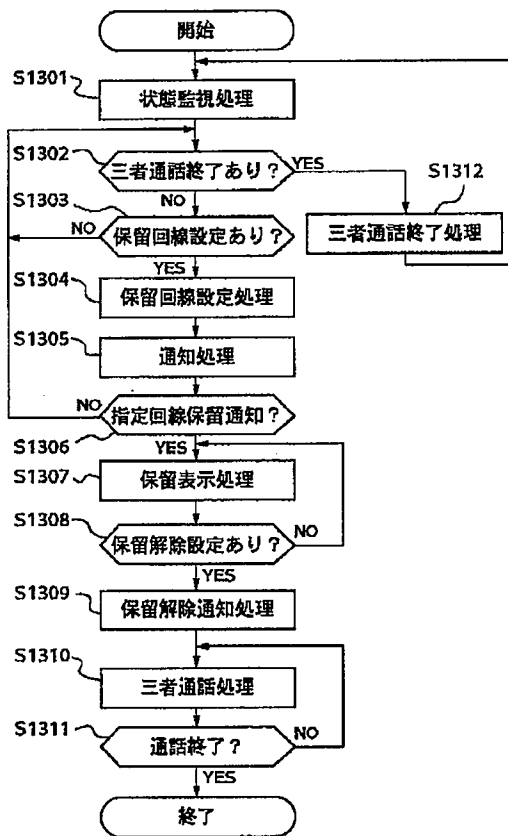 開始
S1301
状態監視処理
S1302
三者通話終了あり?
YES
NO
S1312
三者通話終了処理
S1303
保留回線設定あり?
NO
YES
S1304
保留回線設定処理
S1305
通知処理
指定回線保留通知?
NO
S1306
YES
S1307
保留表示処理
S1308
保留解除設定あり?
NO
YES
S1309
保留解除通知処理
S1310
三者通話処理
S1311
通話終了?
NO
YES
終了